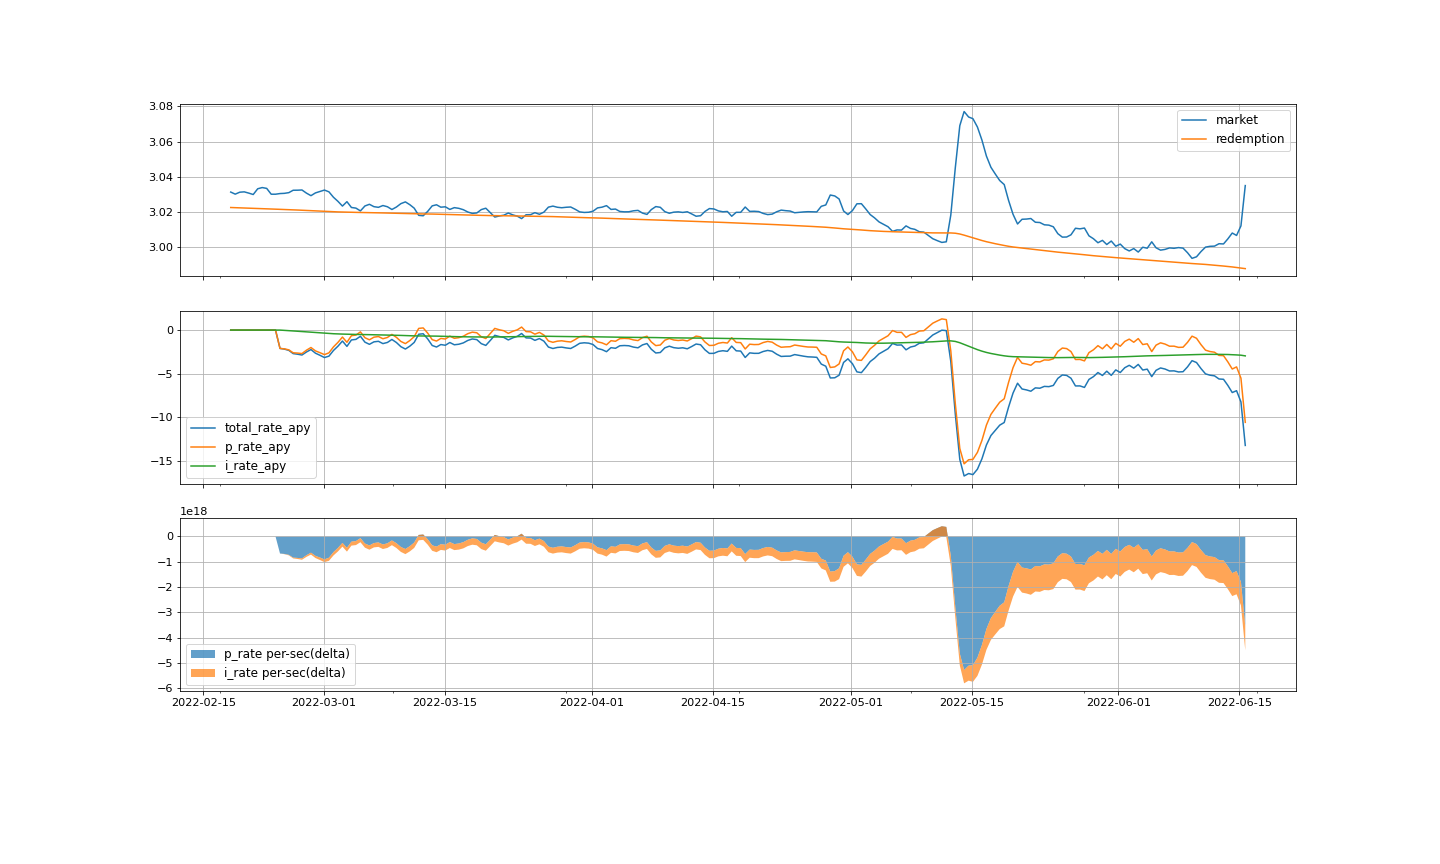 3.08
3.06
3.04
3.02
3.00
market
redemption
0
−5
−10
−15
total_rate_apy
p_rate_apy
i_rate_apy
1e18
0
−1
−2
−3
−4
−5
−6
p_rate per-sec(delta)
i_rate per-sec(delta)
2022-02-15 2022-03-01 2022-03-15 2022-04-01 2022-04-15 2022-05-01 2022-05-15 2022-06-01 2022-06-15